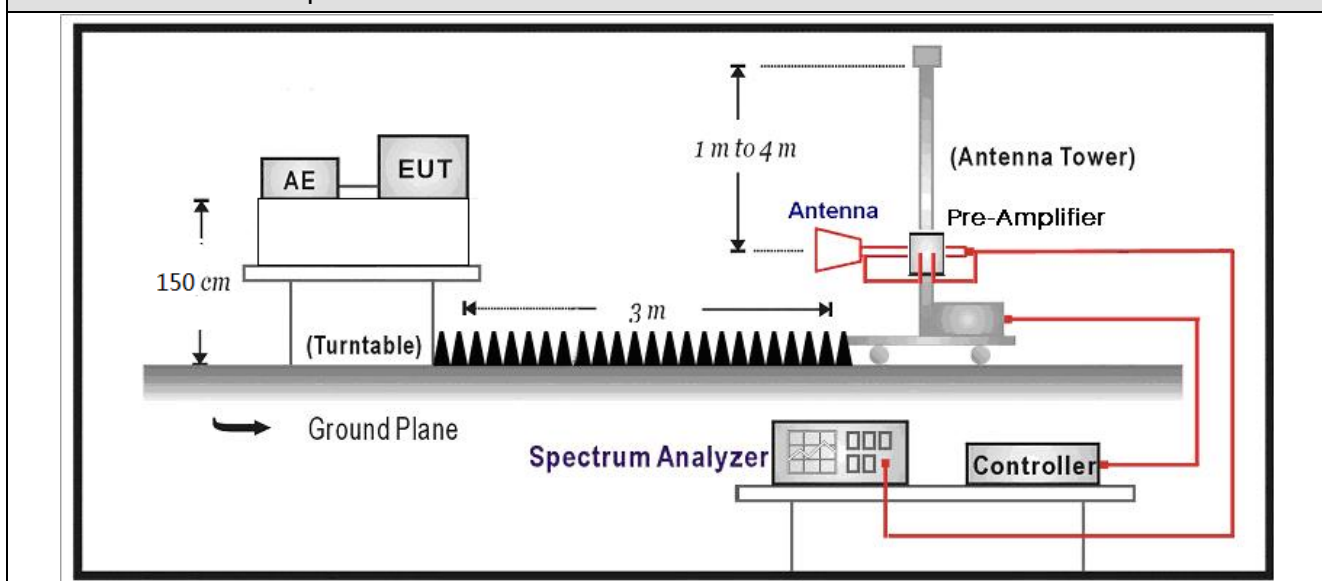 AE
EUT
150 cm
(Turntable)
3 m
1 m to 4 m
(Antenna Tower)
Antenna
Pre-Amplifier
Ground Plane
Spectrum Analyzer
Controller